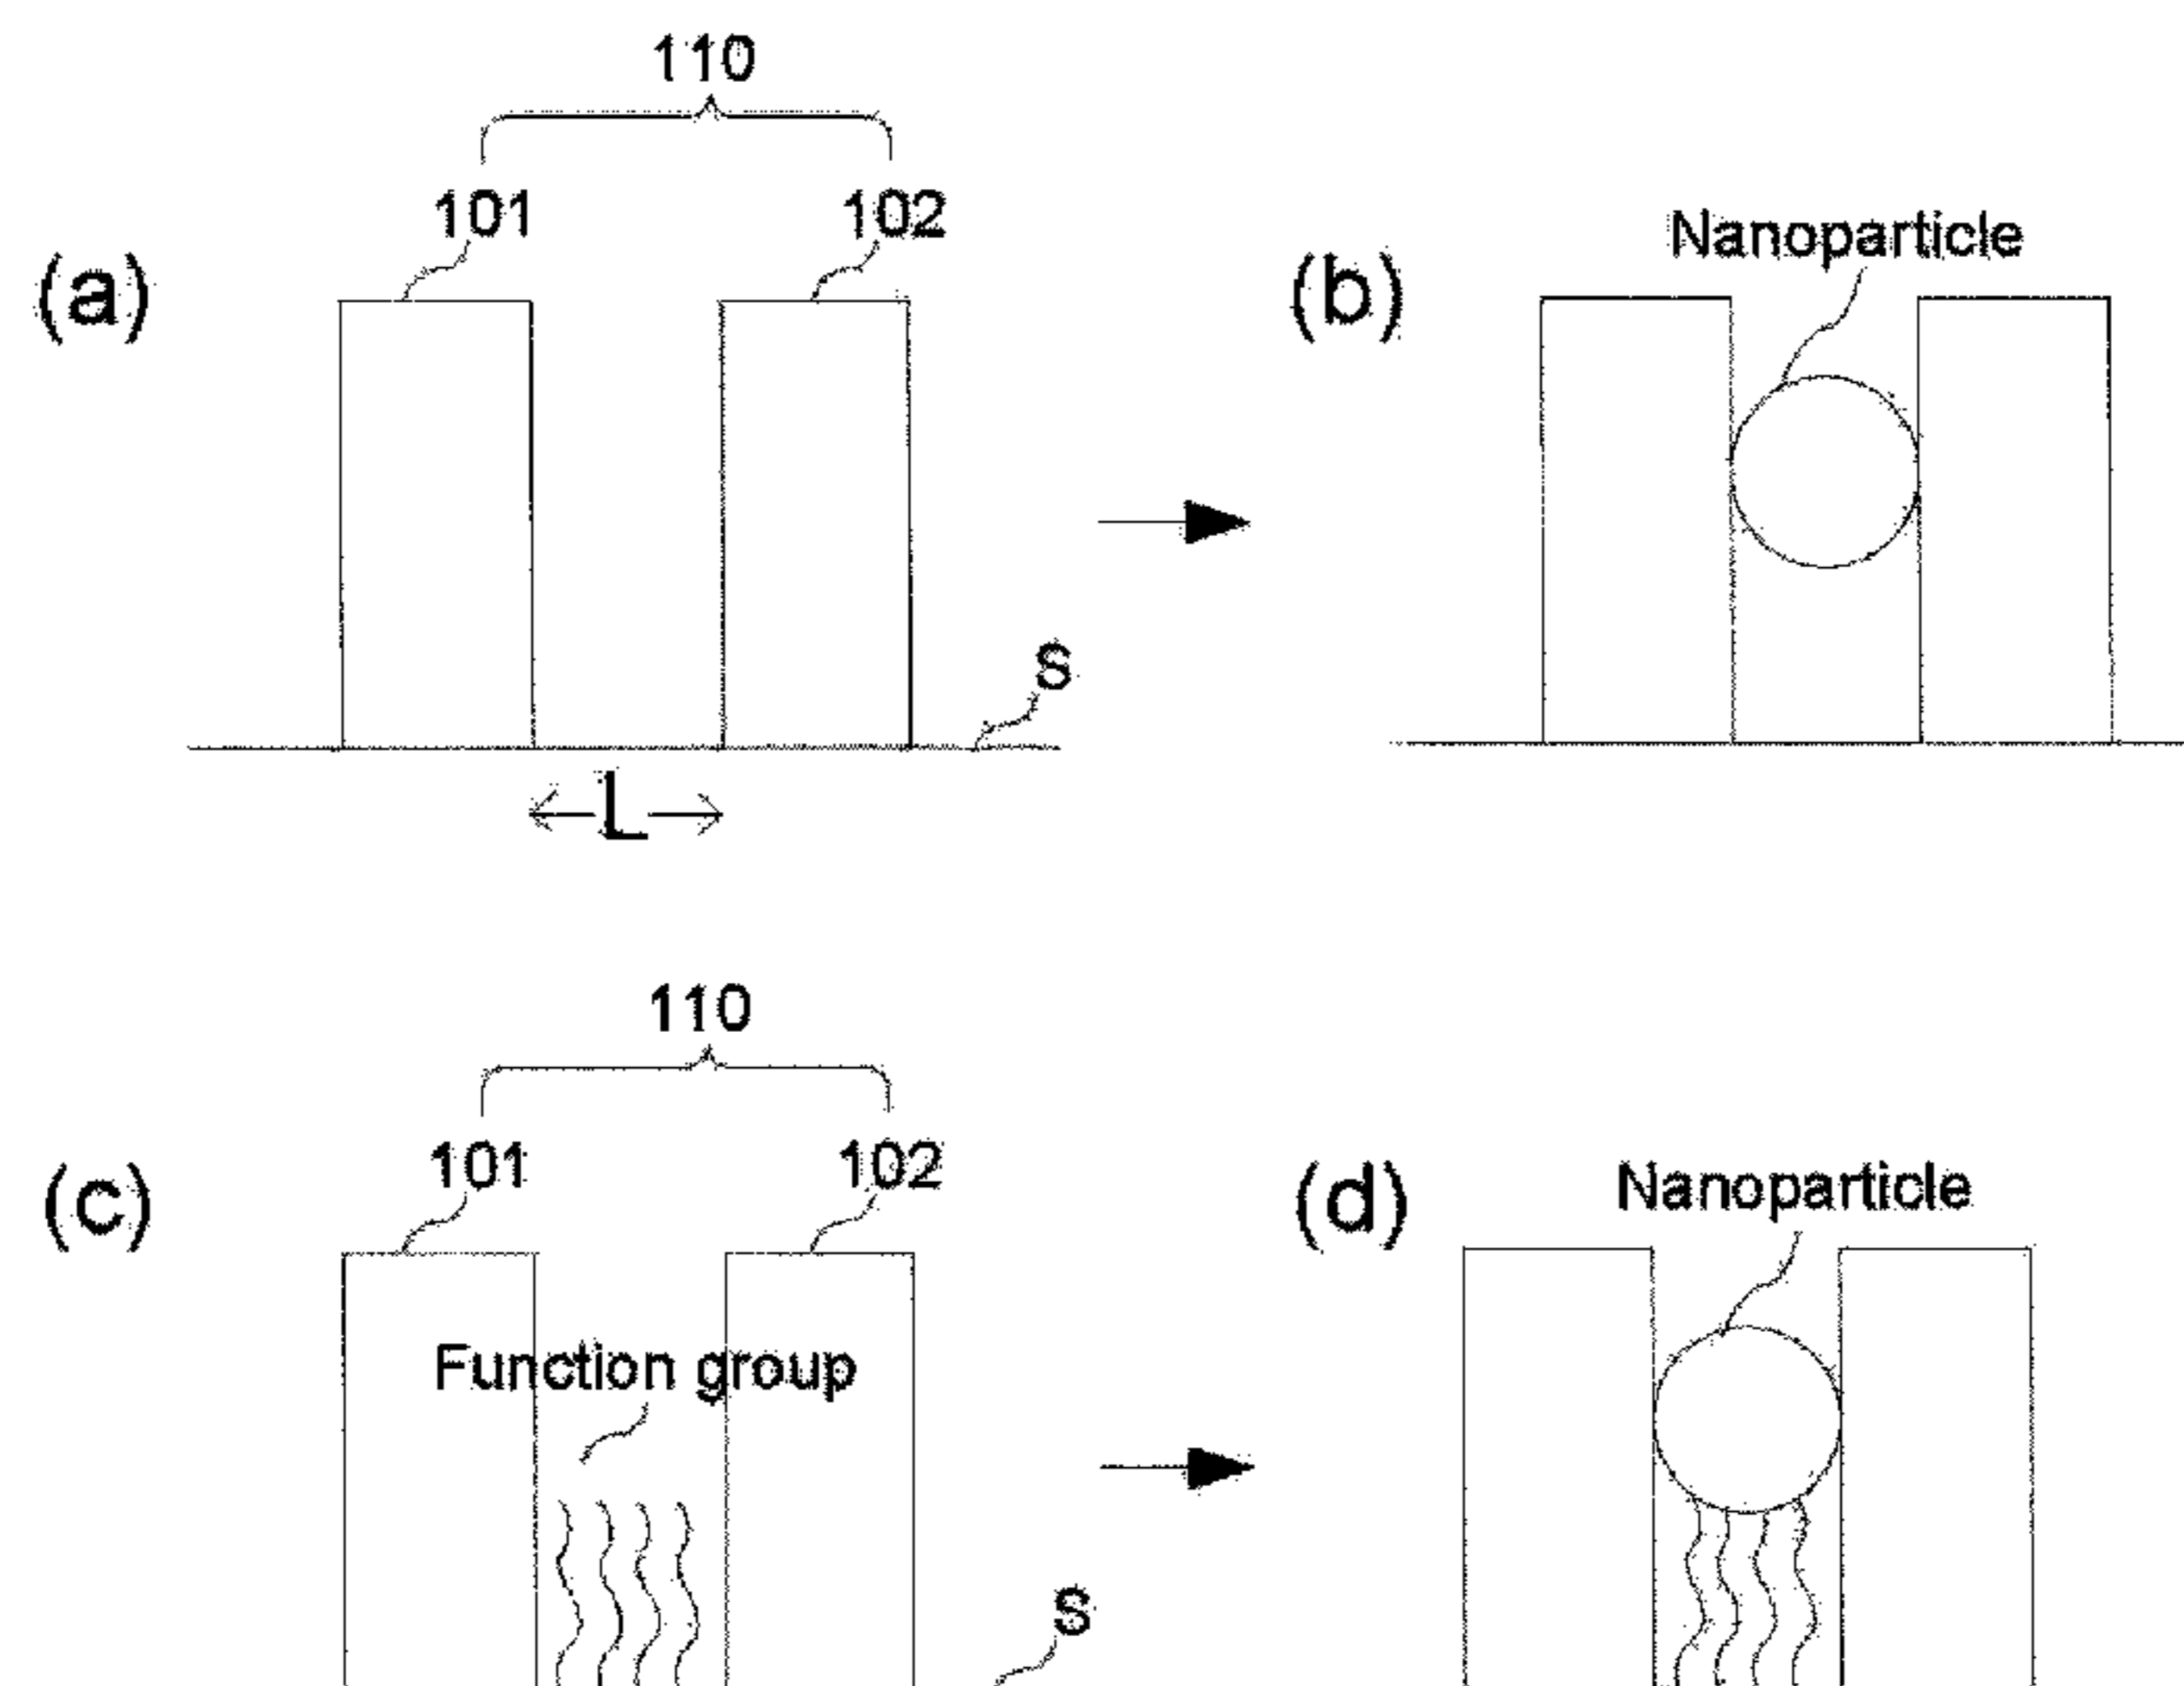 110
101 102
(a)
S
L
(b)
Nanoparticle
110
101 102
(c)
Function group
S
(d)
Nanoparticle